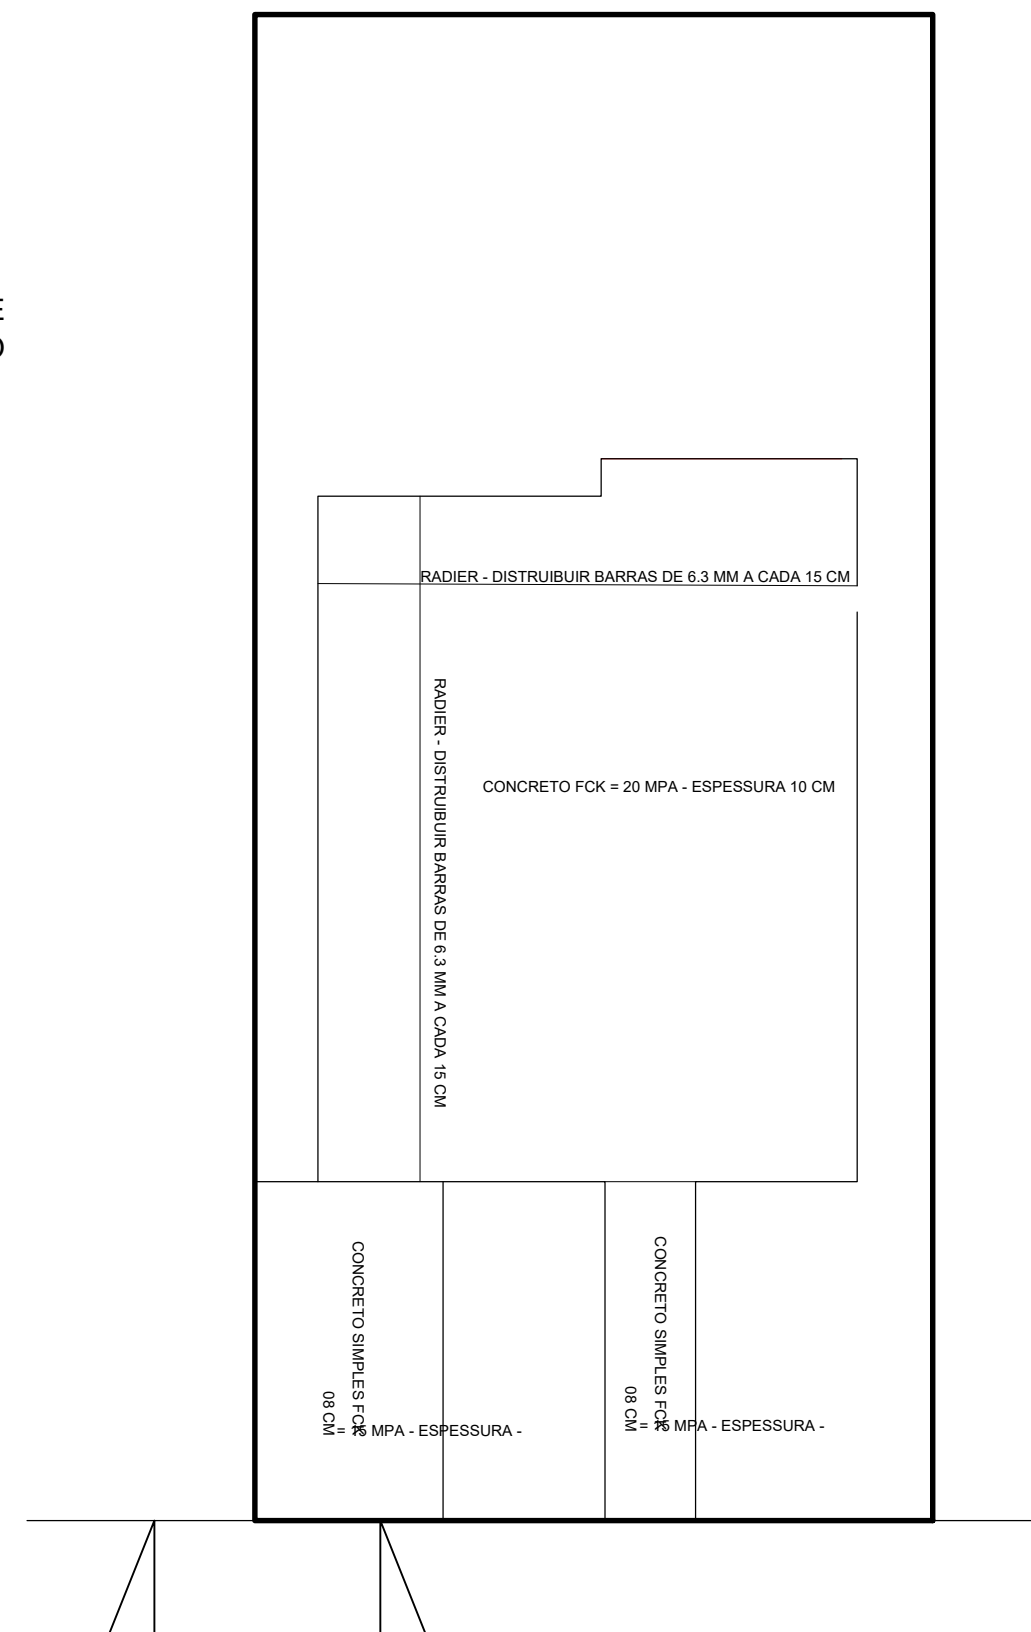 E
O
RADIER - DISTRUIBUIR BARRAS DE 6.3 MM A CADA 15 CM
RADIER - DISTRUIBUIR BARRAS DE 6.3 MM A CADA 15 CM
CONCRETO FCK = 20 MPA - ESPESSURA 10 CM
CONCRETO SIMPLES FCK
= 15 MPA - ESPESSURA -
08 CM
CONCRETO SIMPLES FCK
= 15 MPA - ESPESSURA -
08 CM